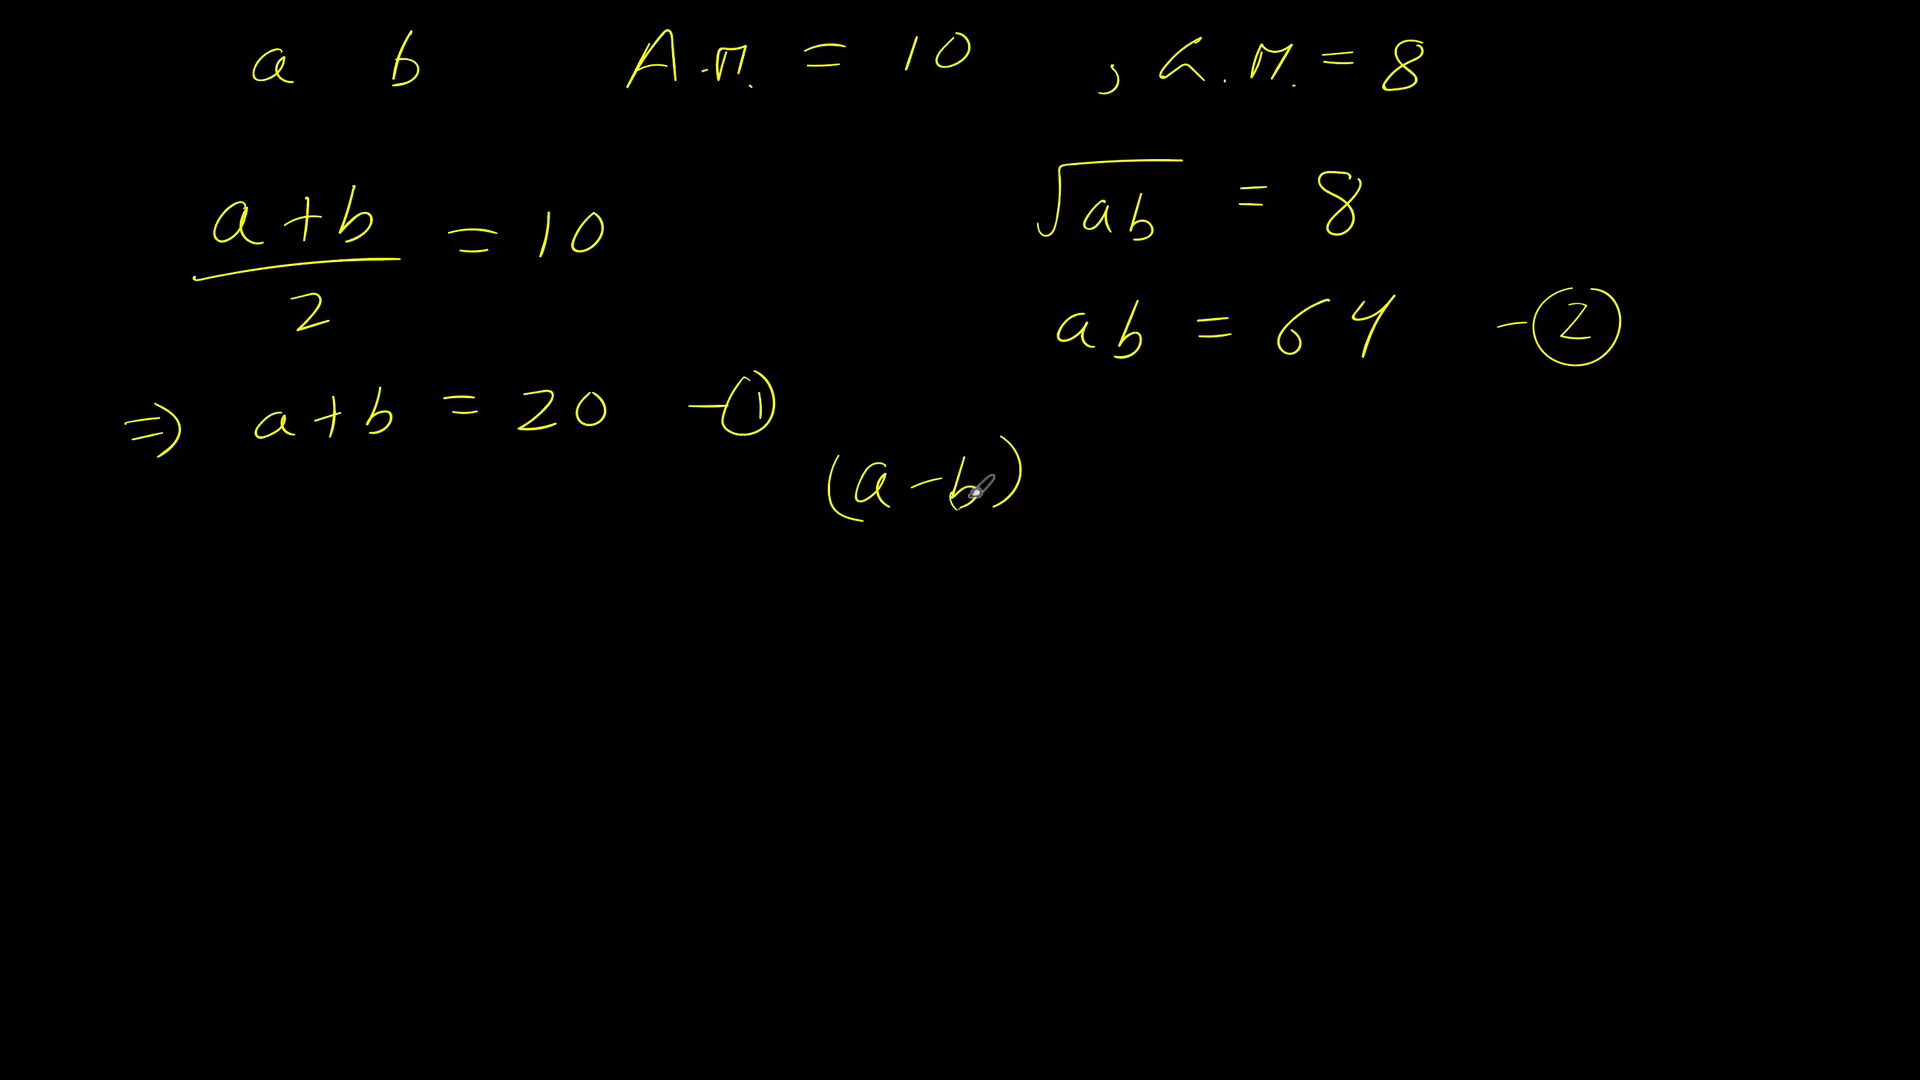 a b A.M. = 10 , G.M. = 8
a+b/2 = 10
√ab = 8
ab = 64 -②
⇒ a+b = 20 -①
(a-b)